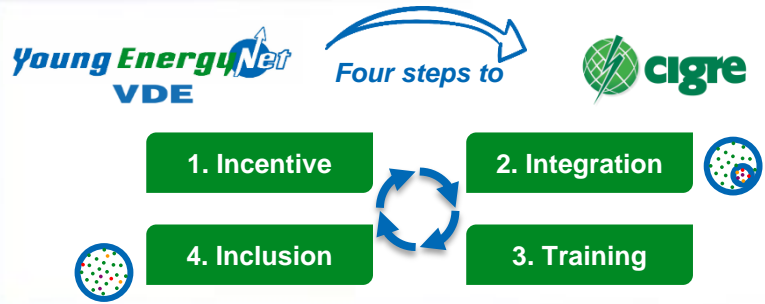 Young EnergyNet
VDE
Four steps to
cigre
1. Incentive
2. Integration
4. Inclusion
3. Training